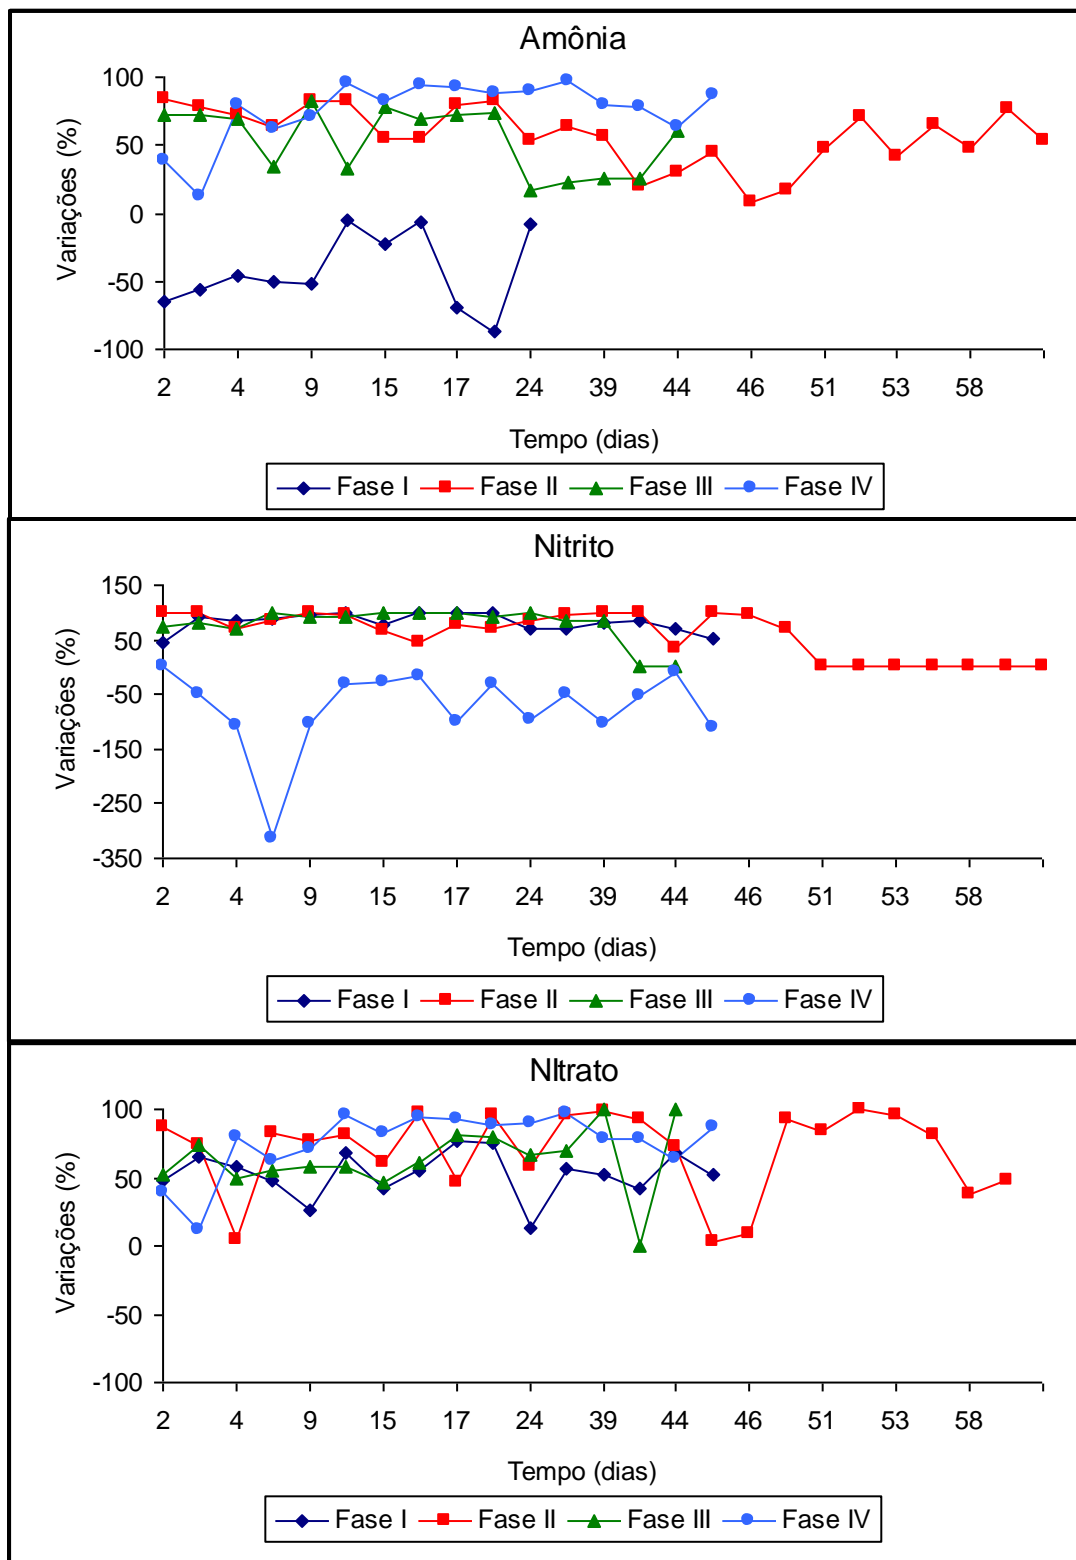 Amônia
100
50
0
-50
-100
Variações (%)
2 4 9 15 17 24 39 44 46 51 53 58
Tempo (dias)
Fase I Fase II Fase III Fase IV
Nitrito
150
50
-50
-150
-250
-350
Variações (%)
2 4 9 15 17 24 39 44 46 51 53 58
Tempo (dias)
Fase I Fase II Fase III Fase IV
NItrato
100
50
0
-50
-100
Variações (%)
2 4 9 15 17 24 39 44 46 51 53 58
Tempo (dias)
Fase I Fase II Fase III Fase IV